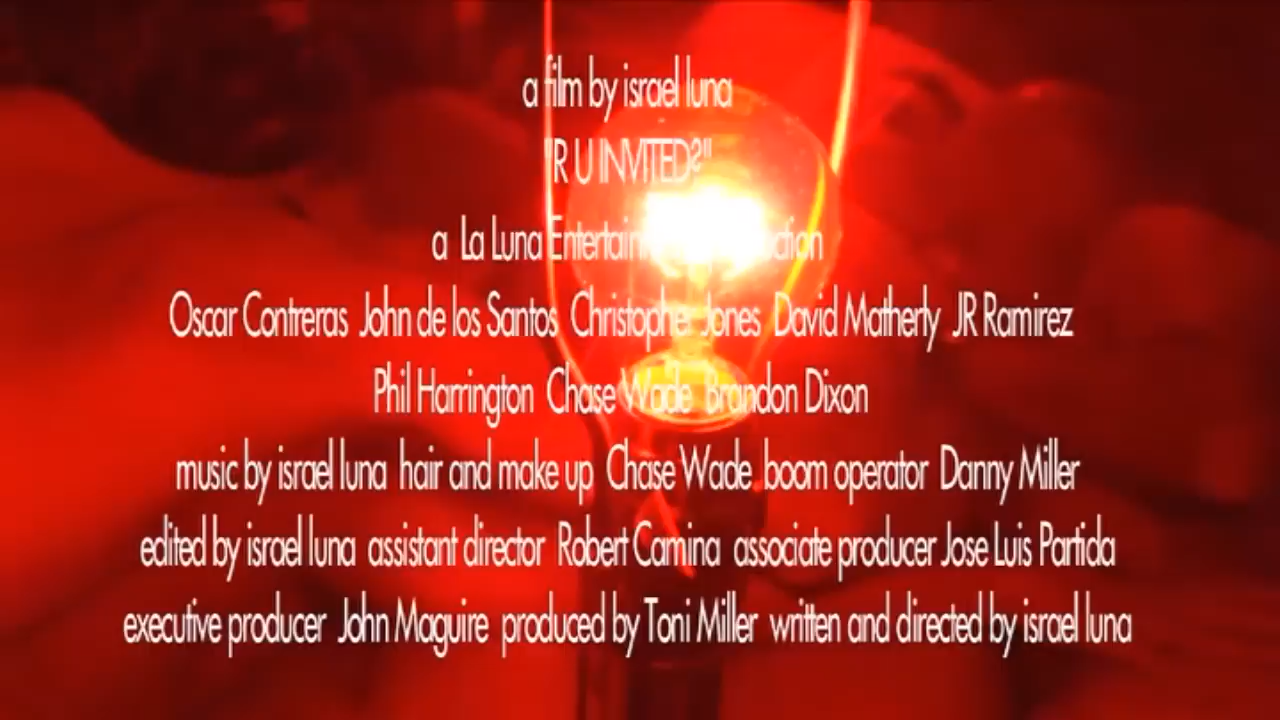 a film by israel luna
"R U INVITED?"
a La Luna
Oscar Contreras John de los Santos Christopher Jones David Matherly JR Ramirez
Phil Harrington Chase Wade Brandon Dixon
music by israel luna hair and make up Chase Wade boom operator Danny Miller
edited by israel luna assistant director Robert Camina associate producer Jose Luis Partida
executive producer John Maguire produced by Toni Miller written and directed by israel luna